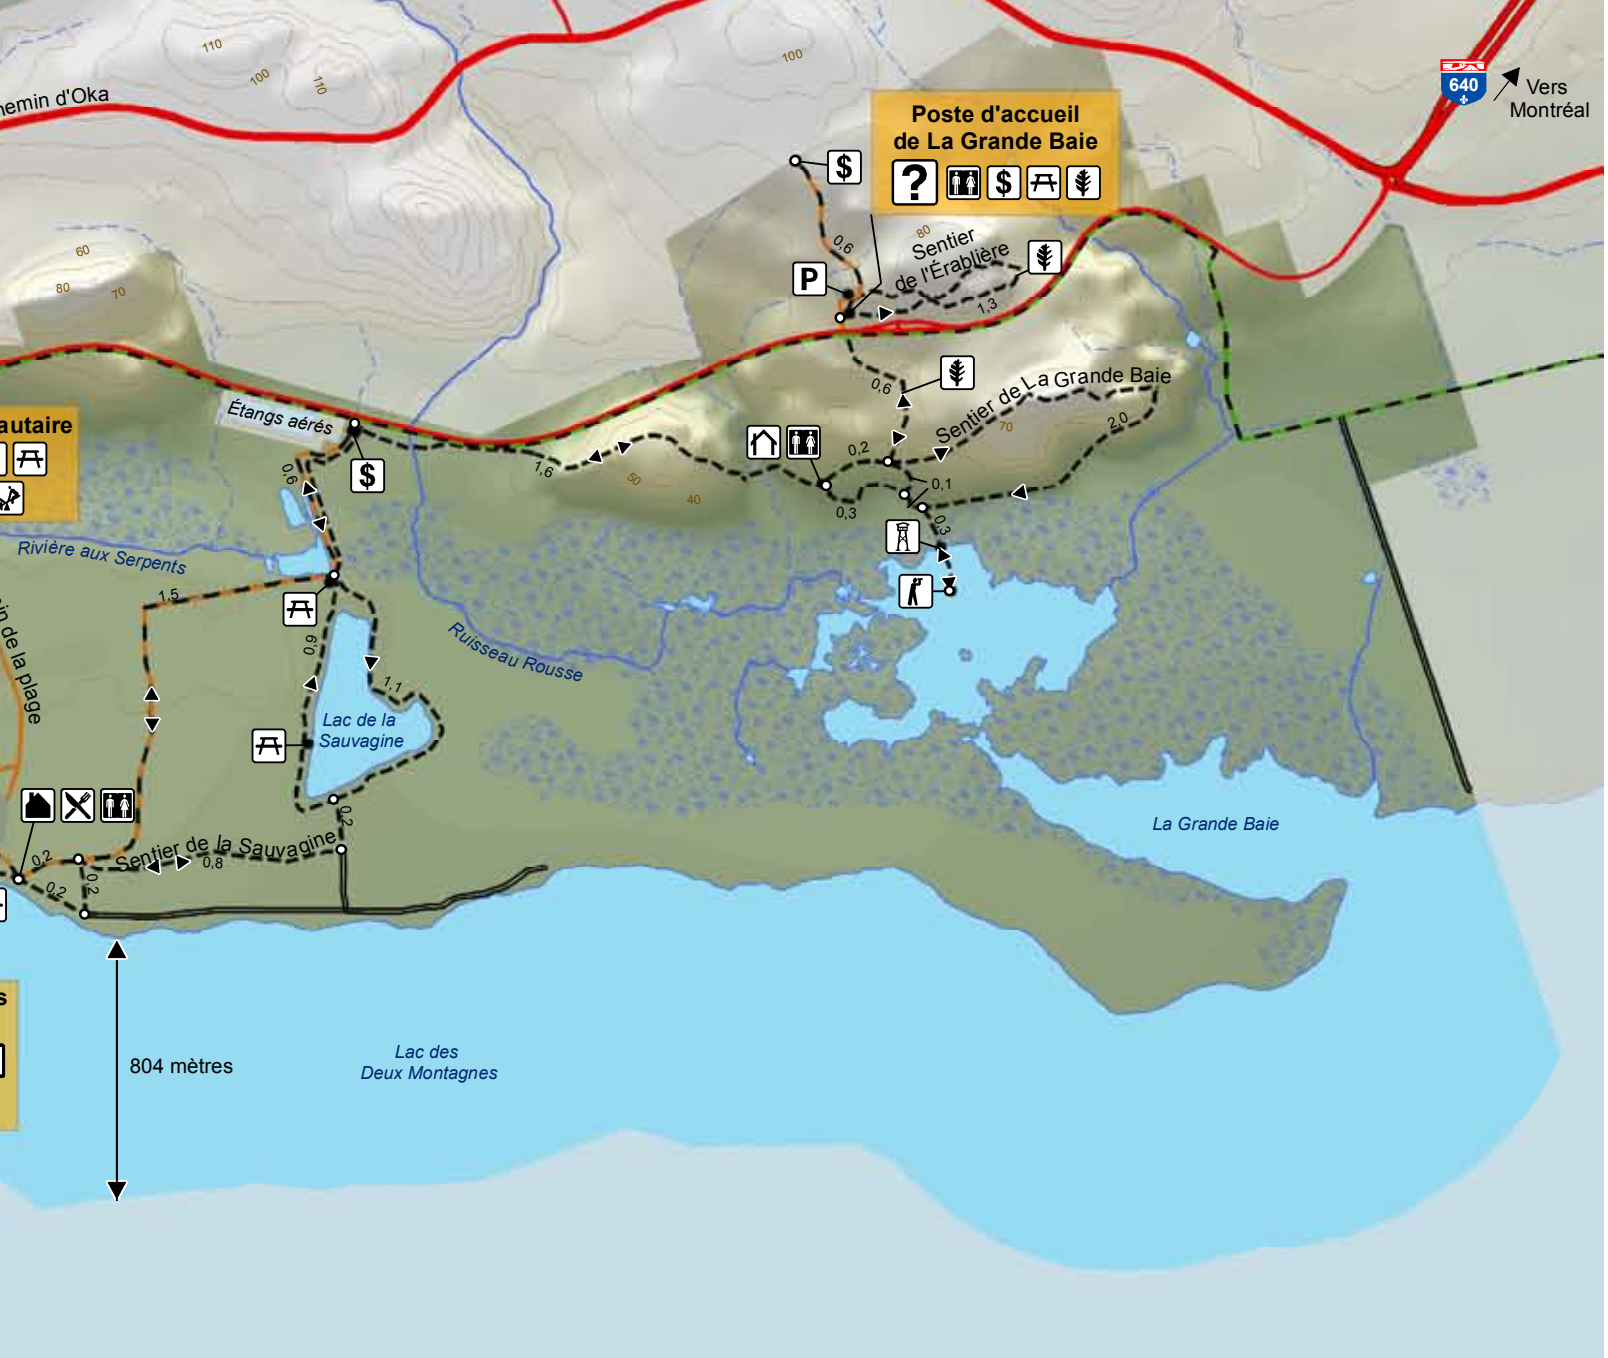 110
100
110
100
hemin d'Oka
640
Vers
Montréal
Poste d'accueil
de La Grande Baie
?
$
$
80
Sentier
de l'Érablière
0,6
P
1,3
60
80
70
0,6
Sentier de La Grande Baie
2,0
70
Étangs aérés
autaire
$
0,6
1,6
50
40
0,2
0,1
0,3
0,3
Rivière aux Serpents
1,5
in de la plage
0,9
Ruisseau Rousse
1,1
Lac de la
Sauvagine
0,2
La Grande Baie
Sentier de la Sauvagine
0,8
0,2
0,2
0,2
s
804 mètres
Lac des
Deux Montagnes